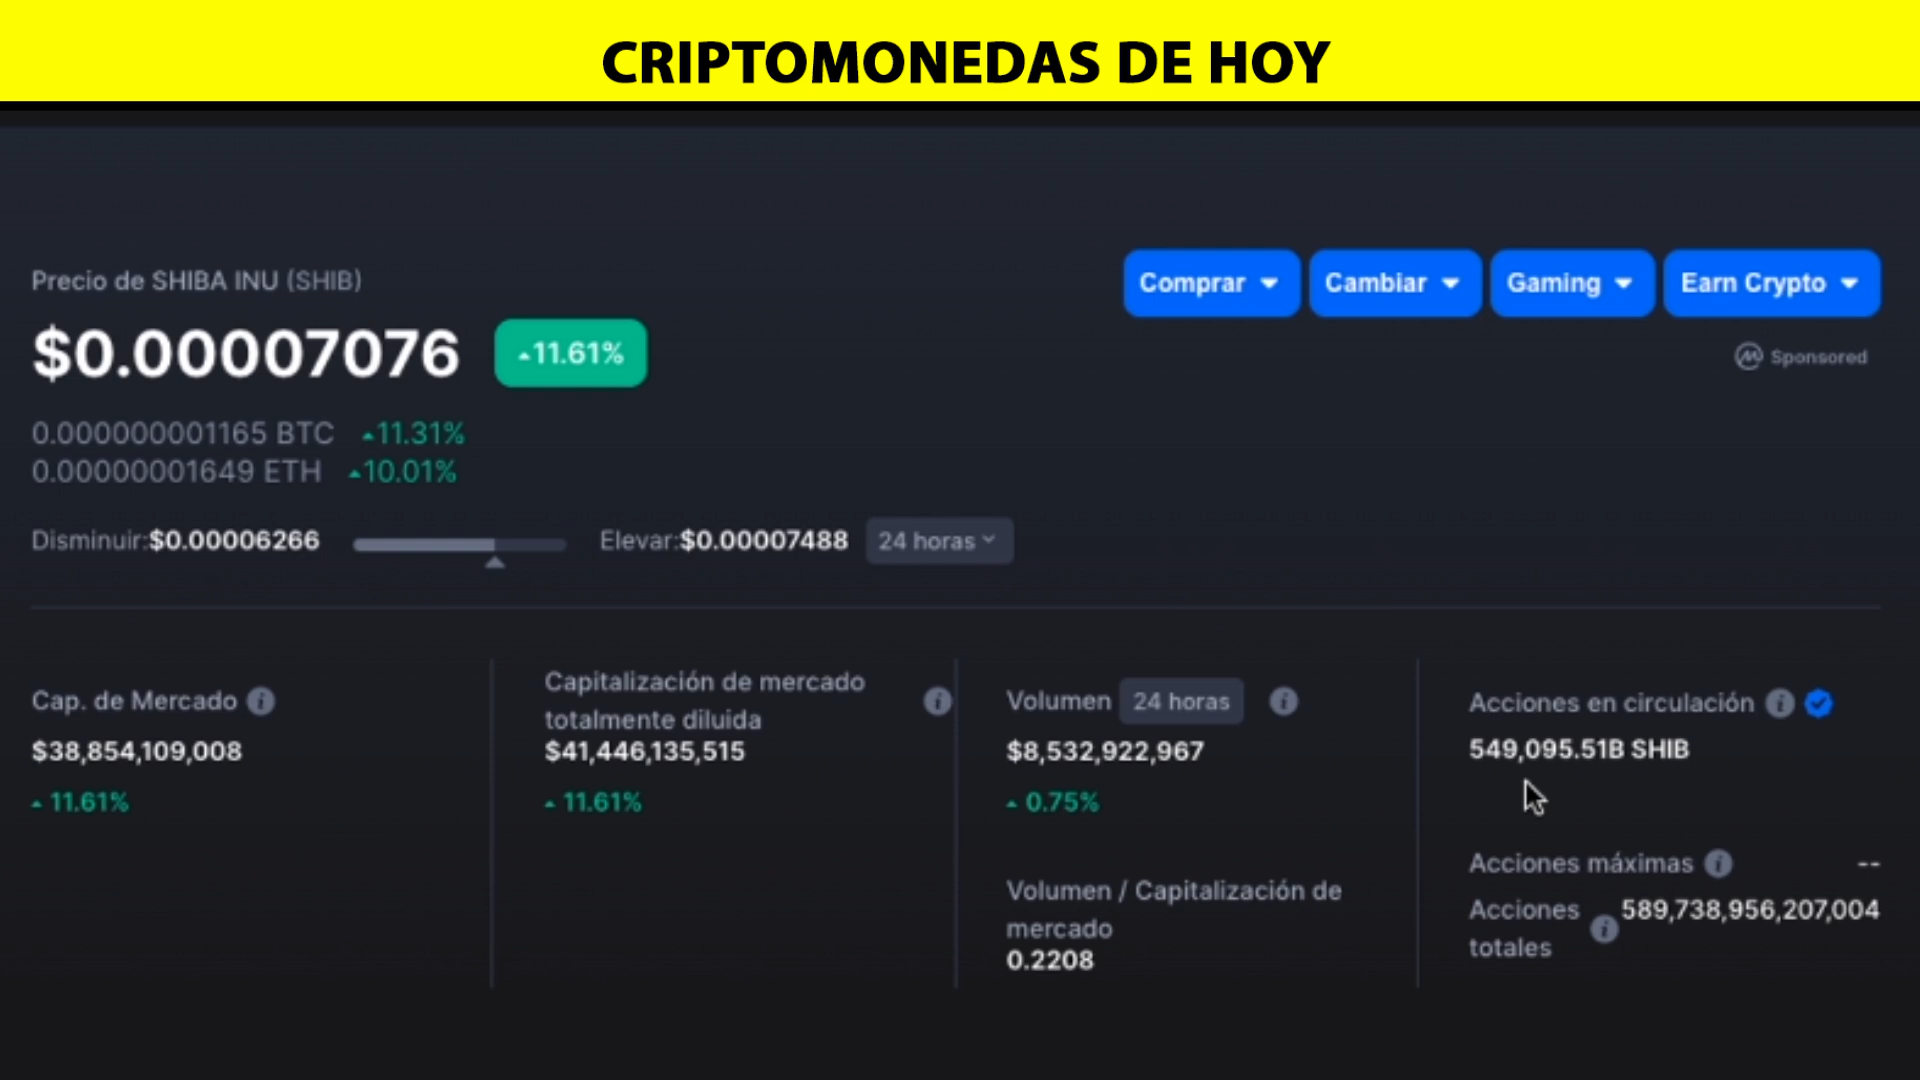 CRIPTOMONEDAS DE HOY
Precio de SHIBA INU (SHIB)
$0.00007076
11.61%
0.000000001165 BTC 11.31%
0.00000001649 ETH 10.01%
Disminuir:$0.00006266
Elevar:$0.00007488
24 horas
Comprar
Cambiar
Gaming
Earn Crypto
Sponsored
Cap. de Mercado
$38,854,109,008
11.61%
Capitalización de mercado
totalmente diluida
$41,446,135,515
11.61%
Volumen 24 horas
$8,532,922,967
0.75%
Volumen / Capitalización de
mercado
0.2208
Acciones en circulación
549,095.51B SHIB
Acciones máximas --
Acciones 589,738,956,207,004
totales